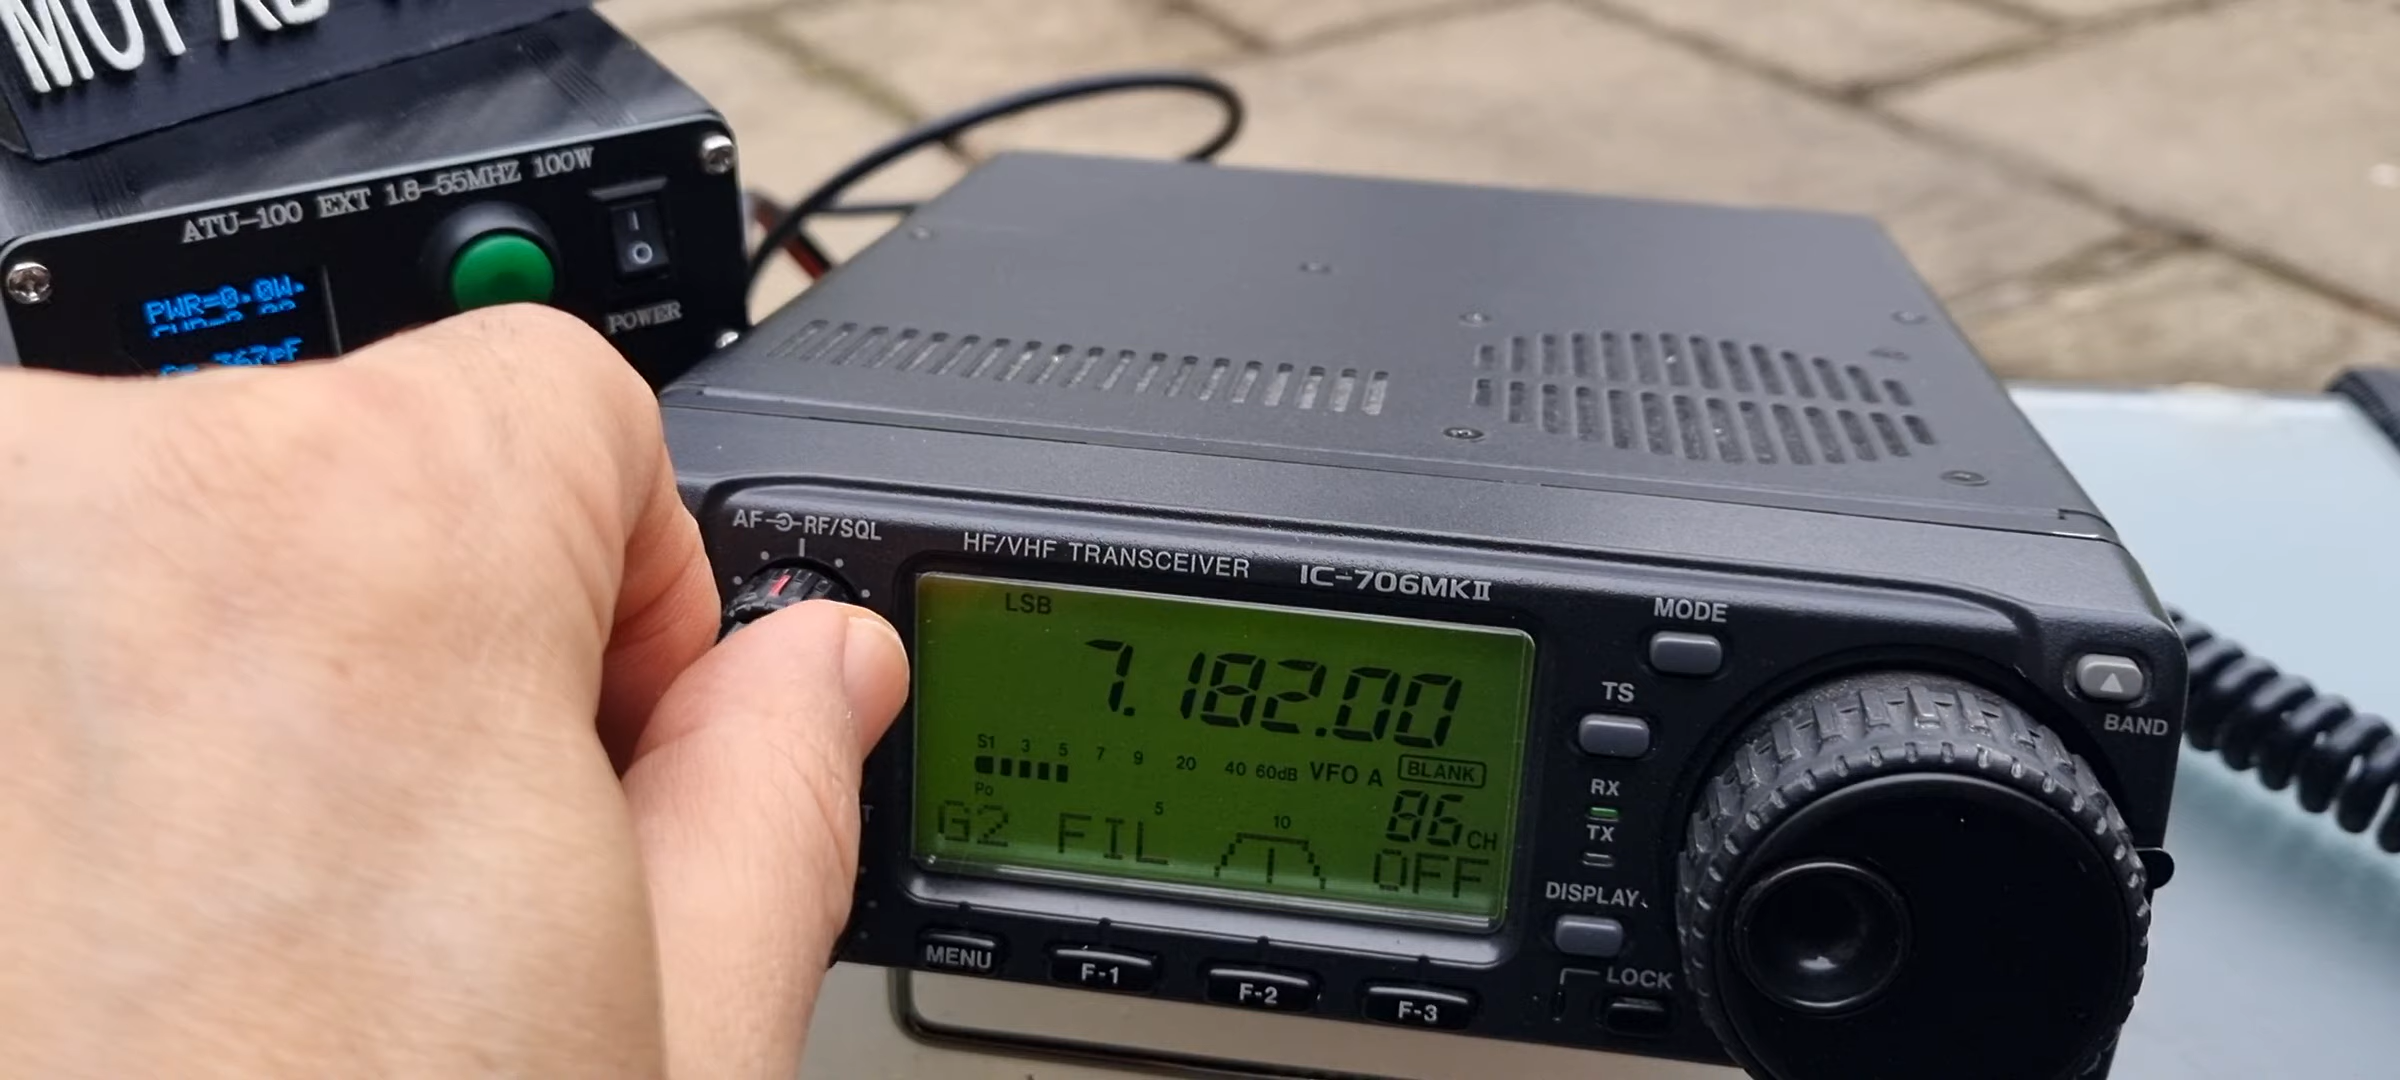 ATU-100 EXT 1.8-55MHZ 100W
PWR=0.0W
POWER
AF RF/SQL
HF/VHF TRANSCEIVER IC-706MKII
LSB
7.182.00
S1 3 5 7 9 20 40 60dB VFO A BLANK
Po 5 10
86 CH
G2 FIL OFF
MENU F-1 F-2 F-3
MODE
TS
RX
TX
DISPLAY
LOCK
BAND